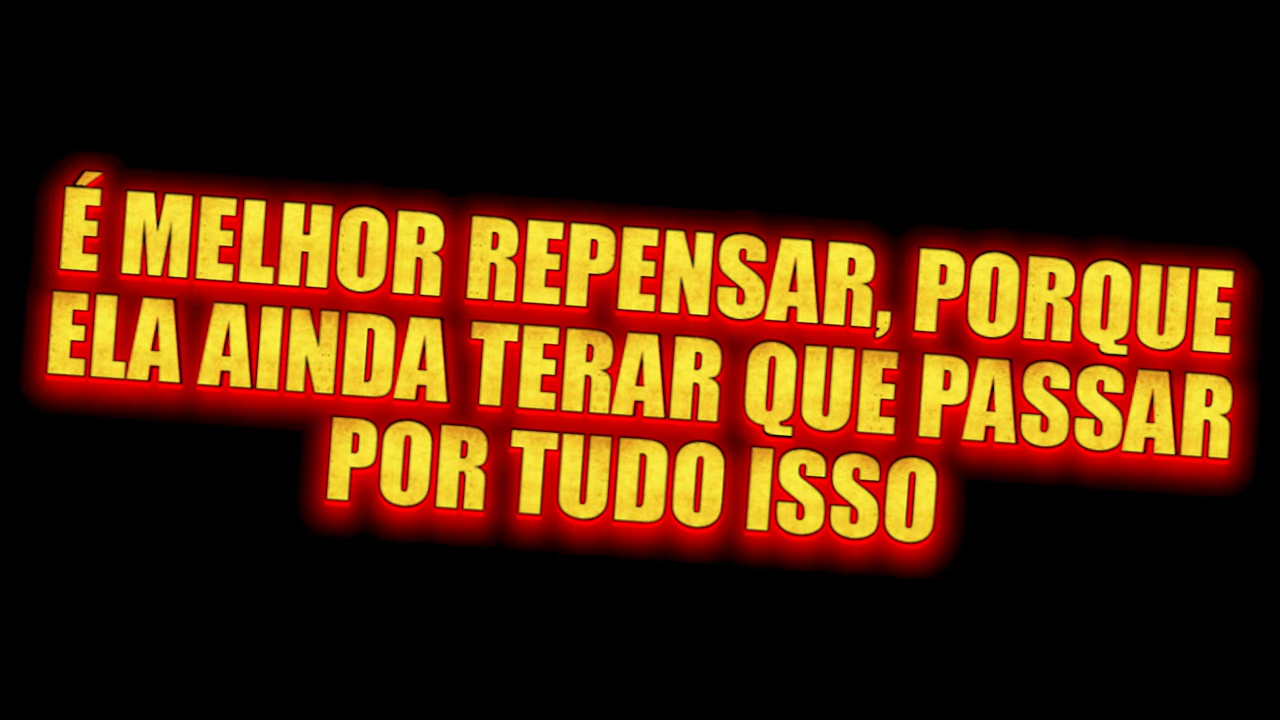 É MELHOR REPENSAR, PORQUE
ELA AINDA TERAR QUE PASSAR
POR TUDO ISSO